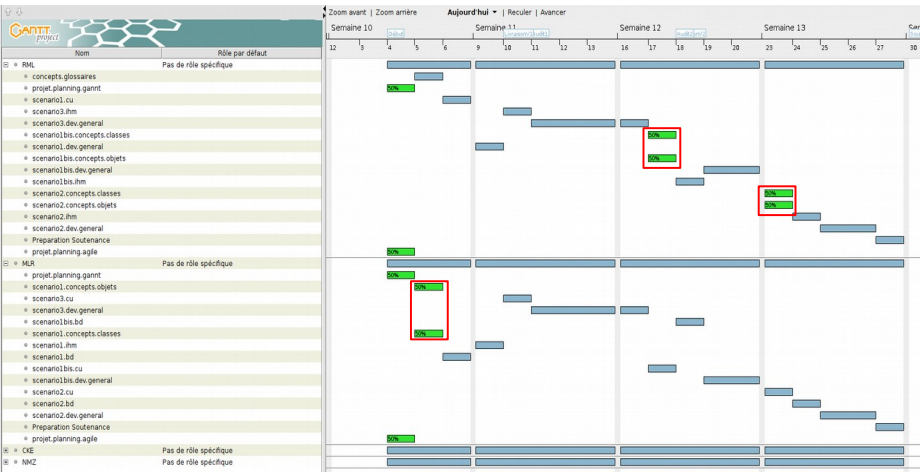 Zoom avant | Zoom arrière Aujourd'hui | Reculer | Avancer
GANTT project
Semaine 10 Semaine 11 Semaine 12 Semaine 13
Début
Nom Rôle par défaut
12 3 4 5 6 9 10 11 12 13 16 17 18 19 20 23 24 25 26 27 30
RML Pas de rôle spécifique
concepts.glossaires
projet.planning.gannt 50%
scenario1.cu
scenario3.ihm
scenario3.dev.general
scenario1bis.concepts.classes 50%
scenario1.dev.general
scenario1bis.concepts.objets 50%
scenario1bis.dev.general
scenario1bis.ihm
scenario2.concepts.classes 50%
scenario2.concepts.objets 50%
scenario2.ihm
scenario2.dev.general
Preparation Soutenance
projet.planning.agile 50%
MLR Pas de rôle spécifique
projet.planning.gannt 50%
scenario1.concepts.objets 50%
scenario3.cu
scenario3.dev.general
scenario1bis.bd
scenario1.concepts.classes 50%
scenario1.ihm
scenario1.bd
scenario1bis.cu
scenario1bis.dev.general
scenario2.cu
scenario2.bd
scenario2.dev.general
Preparation Soutenance
projet.planning.agile 50%
CKE Pas de rôle spécifique
NMZ Pas de rôle spécifique